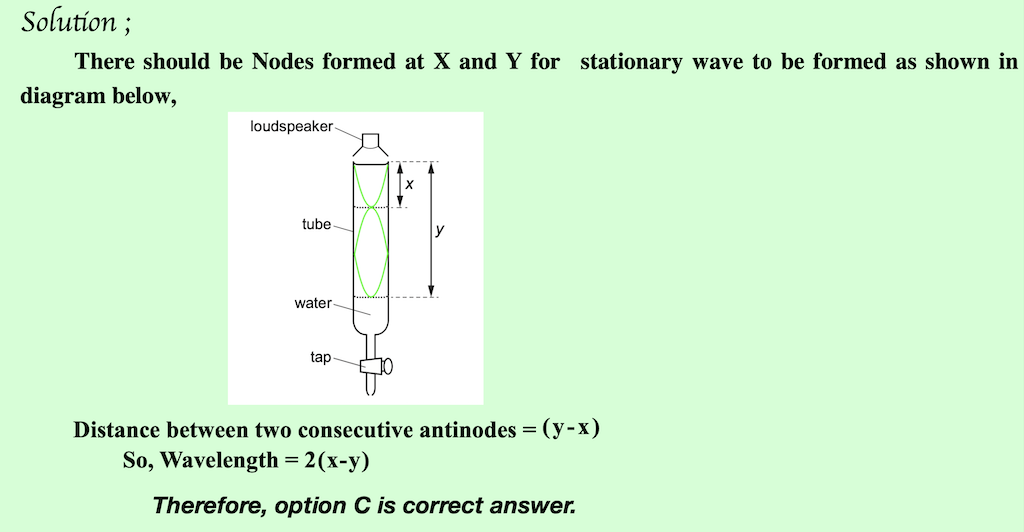 Solution ;
There should be Nodes formed at X and Y for stationary wave to be formed as shown in
diagram below,
loudspeaker
x
tube
y
water
tap
Distance between two consecutive antinodes = (y-x)
So, Wavelength = 2(x-y)
Therefore, option C is correct answer.